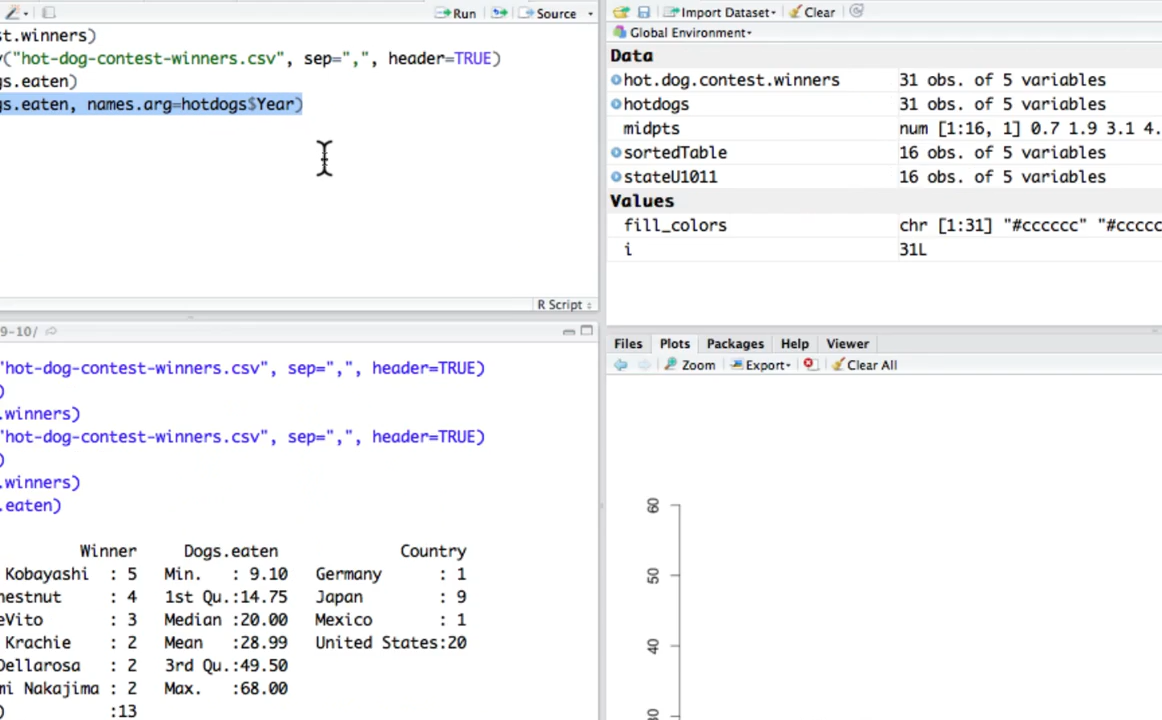 Run Source
t.winners)
("hot-dog-contest-winners.csv", sep=",", header=TRUE)
gs.eaten)
gs.eaten, names.arg=hotdogs$Year)
R Script
9-10/
"hot-dog-contest-winners.csv", sep=",", header=TRUE)
)
.winners)
"hot-dog-contest-winners.csv", sep=",", header=TRUE)
)
.winners)
.eaten)
Winner Dogs.eaten Country
Kobayashi : 5 Min. : 9.10 Germany : 1
hestnut : 4 1st Qu.:14.75 Japan : 9
eVito : 3 Median :20.00 Mexico : 1
Krachie : 2 Mean :28.99 United States:20
Dellarosa : 2 3rd Qu.:49.50
mi Nakajima : 2 Max. :68.00
) :13
Import Dataset Clear
Global Environment
Data
hot.dog.contest.winners 31 obs. of 5 variables
hotdogs 31 obs. of 5 variables
midpts num [1:16, 1] 0.7 1.9 3.1 4.
sortedTable 16 obs. of 5 variables
stateU1011 16 obs. of 5 variables
Values
fill_colors chr [1:31] "#cccccc" "#ccccc
i 31L
Files Plots Packages Help Viewer
Zoom Export Clear All
60
50
40
30